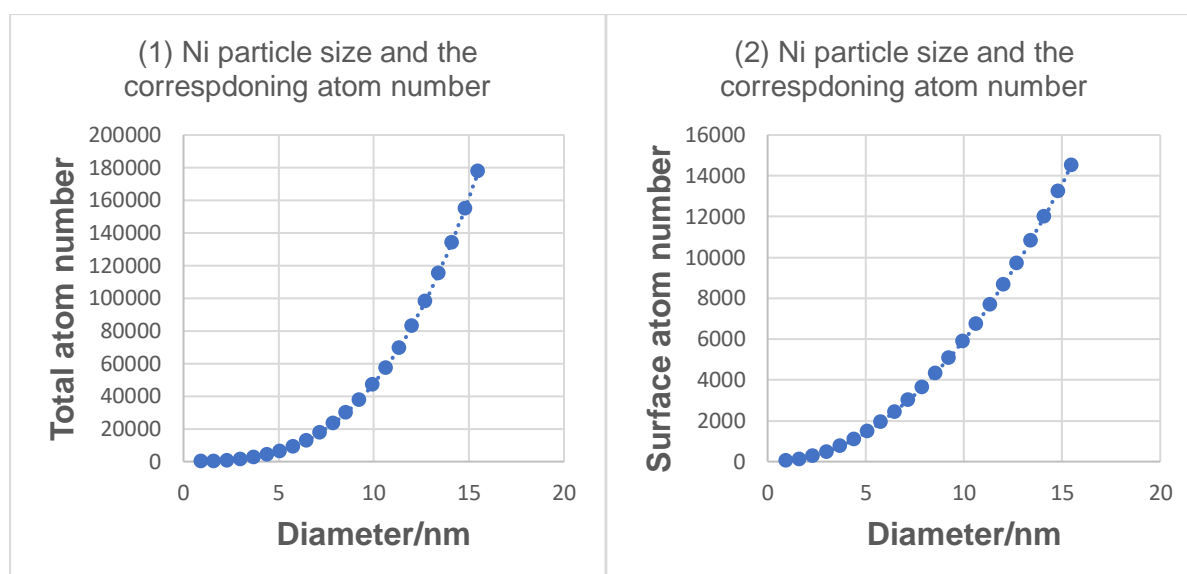 (1) Ni particle size and the
correspdoning atom number
Total atom number
200000
180000
160000
140000
120000
100000
80000
60000
40000
20000
0
0 5 10 15 20
Diameter/nm
(2) Ni particle size and the
correspdoning atom number
Surface atom number
16000
14000
12000
10000
8000
6000
4000
2000
0
0 5 10 15 20
Diameter/nm